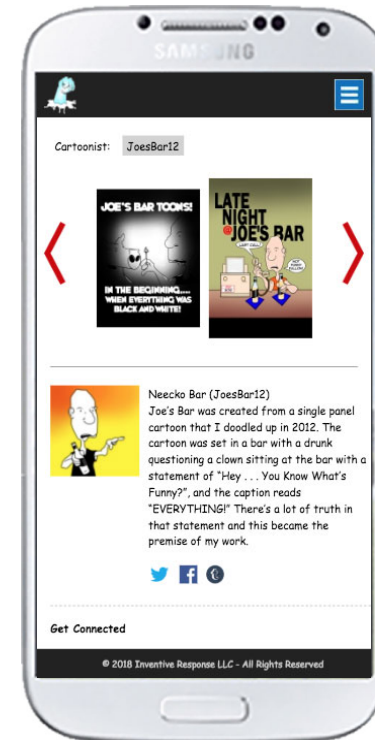 SAMSUNG
Cartoonist: JoesBar12
JOE'S BAR TOONS!
IN THE BEGINNING.....
WHEN EVERYTHING WAS
BLACK AND WHITE!
LATE
NIGHT
@JOE'S BAR
Neecko Bar (JoesBar12)
Joe's Bar was created from a single panel
cartoon that I doodled up in 2012. The
cartoon was set in a bar with a drunk
questioning a clown sitting at the bar with a
statement of "Hey . . . You Know What's
Funny?", and the caption reads
"EVERYTHING!" There's a lot of truth in
that statement and this became the
premise of my work.
Get Connected
© 2018 Inventive Response LLC - All Rights Reserved